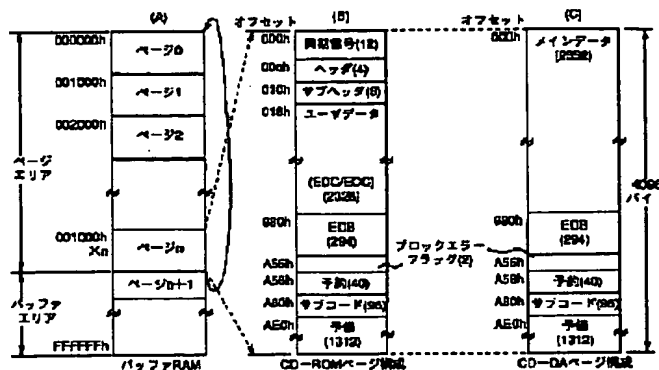 (A)
000000h
ページ0
001000h
ページ1
002000h
ページ2
ページ
エリア
001000h
×n
ページn
ページn+1
バッファ
エリア
FFFFFFh
バッファRAM
オフセット
(B)
000h
同期信号(12)
00ch
ヘッダ(4)
010h
サブヘッダ(8)
018h
ユーザデータ
(EDC/ECC)
(2328)
930h
EDB
(294)
ブロックエラー
フラグ(2)
A56h
A58h
予約(40)
A80h
サブコード(96)
AE0h
予備
(1312)
CD-ROMページ構成
オフセット
(C)
000h
メインデータ
(2352)
930h
EDB
(294)
A56h
A58h
予約(40)
A80h
サブコード(96)
AE0h
予備
(1312)
4096
バイ
CD-DAページ構成